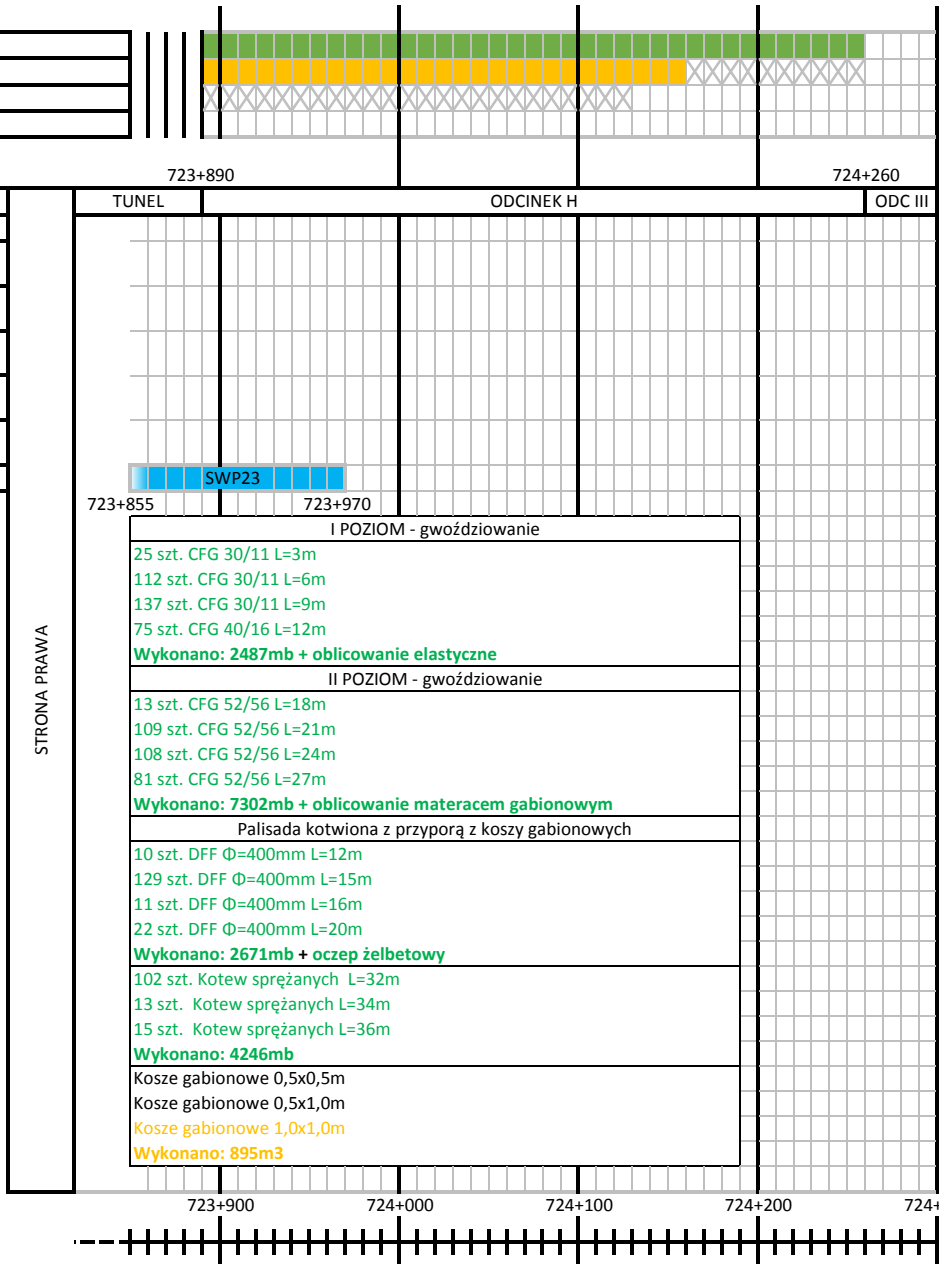 723+890
724+260
TUNEL
ODCINEK H
ODC III
SWP23
723+855
723+970
STRONA PRAWA
I POZIOM - gwoździowanie
25 szt. CFG 30/11 L=3m
112 szt. CFG 30/11 L=6m
137 szt. CFG 30/11 L=9m
75 szt. CFG 40/16 L=12m
Wykonano: 2487mb + oblicowanie elastyczne
II POZIOM - gwoździowanie
13 szt. CFG 52/56 L=18m
109 szt. CFG 52/56 L=21m
108 szt. CFG 52/56 L=24m
81 szt. CFG 52/56 L=27m
Wykonano: 7302mb + oblicowanie materacem gabionowym
Palisada kotwiona z przyporą z koszy gabionowych
10 szt. DFF Φ=400mm L=12m
129 szt. DFF Φ=400mm L=15m
11 szt. DFF Φ=400mm L=16m
22 szt. DFF Φ=400mm L=20m
Wykonano: 2671mb + oczep żelbetowy
102 szt. Kotew sprężanych L=32m
13 szt. Kotew sprężanych L=34m
15 szt. Kotew sprężanych L=36m
Wykonano: 4246mb
Kosze gabionowe 0,5x0,5m
Kosze gabionowe 0,5x1,0m
Kosze gabionowe 1,0x1,0m
Wykonano: 895m3
723+900
724+000
724+100
724+200
724+